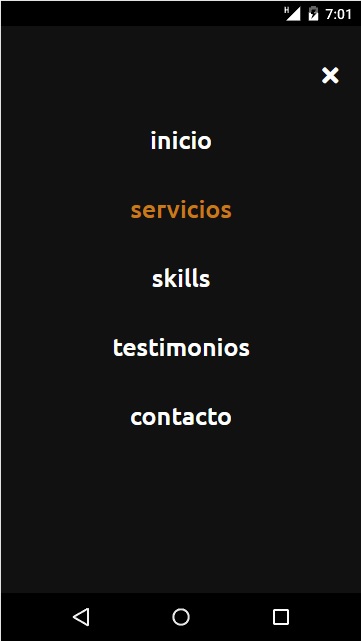 H 7:01
inicio
servicios
skills
testimonios
contacto